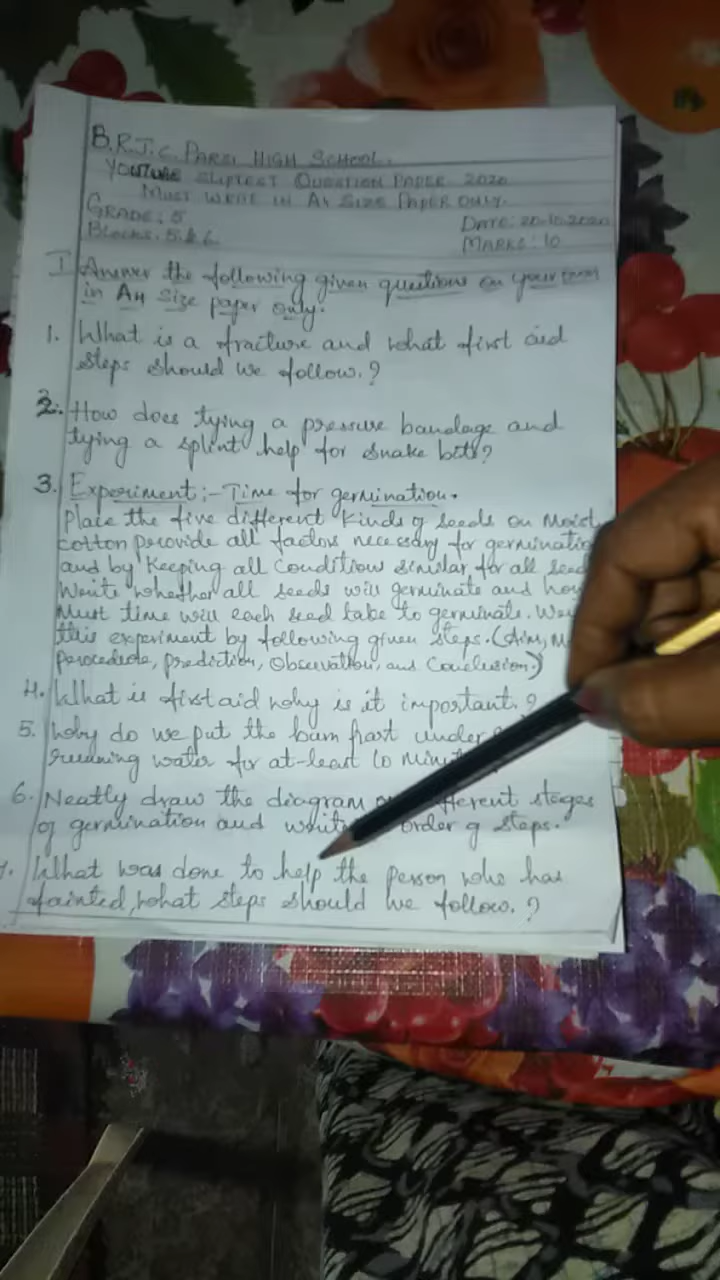 B.R.J.C. PARSI HIGH SCHOOL.
YOUTUBE SLIPTEST QUESTION PAPER 2020
MUST WRITE IN A4 SIZE PAPER ONLY.
GRADE: 5
DATE: 20-10-2020
BLOCKS: 5 & 6
MARKS: 10
I Answer the following given questions on your own
in A4 size paper only.
1. What is a fracture and what first aid
steps should we follow.?
2. How does tying a pressure bandage and
tying a splint help for snake bite?
3. Experiment:- Time for germination.
Place the five different kinds of seeds on moist
cotton provide all factors necessary for germination
and by keeping all conditions similar for all seed
Write whether all seeds will germinate and how
Must time will each seed take to germinate.
this experiment by following given steps. (Aim,
Parocedude, prediction, Observation, and Conclusion)
4. What is first aid why is it important.?
5. Why do we put the burn part under
running water for at-least 10
6. Neatly draw the diagram
of germination and write order of steps.
7. What was done to help the person who has
fainted, what steps should we follow.?